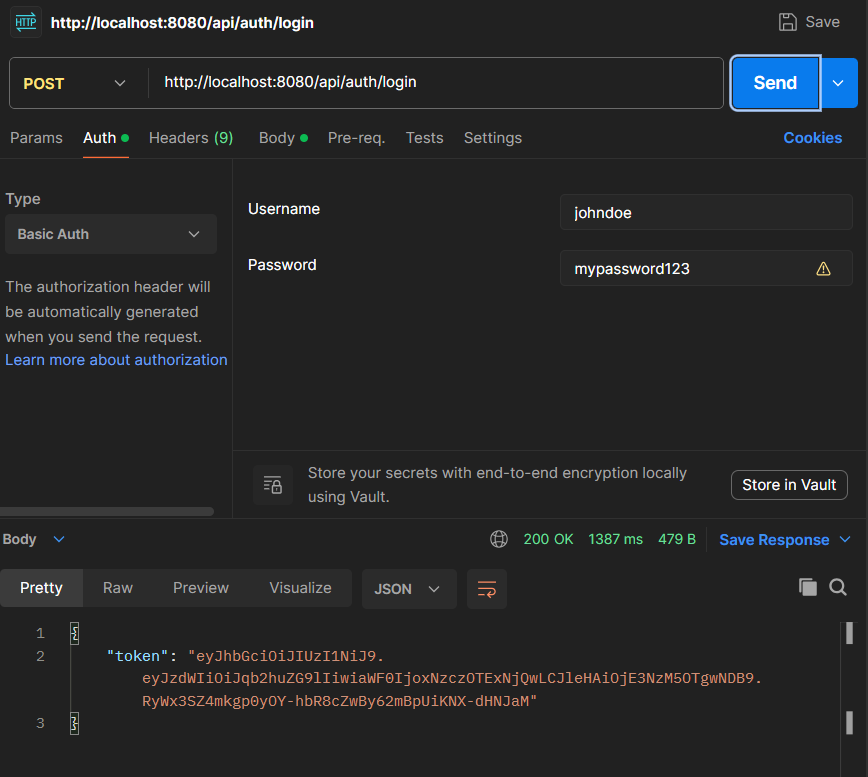 HTTP http://localhost:8080/api/auth/login Save
POST http://localhost:8080/api/auth/login Send
Params Auth Headers (9) Body Pre-req. Tests Settings Cookies
Type
Basic Auth
The authorization header will
be automatically generated
when you send the request.
Learn more about authorization
Username johndoe
Password mypassword123
Store your secrets with end-to-end encryption locally
using Vault.
Store in Vault
Body 200 OK 1387 ms 479 B Save Response
Pretty Raw Preview Visualize JSON
1 {
2 "token": "eyJhbGciOiJIUzI1NiJ9.
eyJzdWIiOiJqb2huZG9lIiwiaWF0IjoxNzczOTExNjQwLCJleHAiOjE3NzM5OTgwNDB9.
RyWx3SZ4mkgp0yOY-hbR8cZwBy62mBpUiKNX-dHNJaM"
3 }